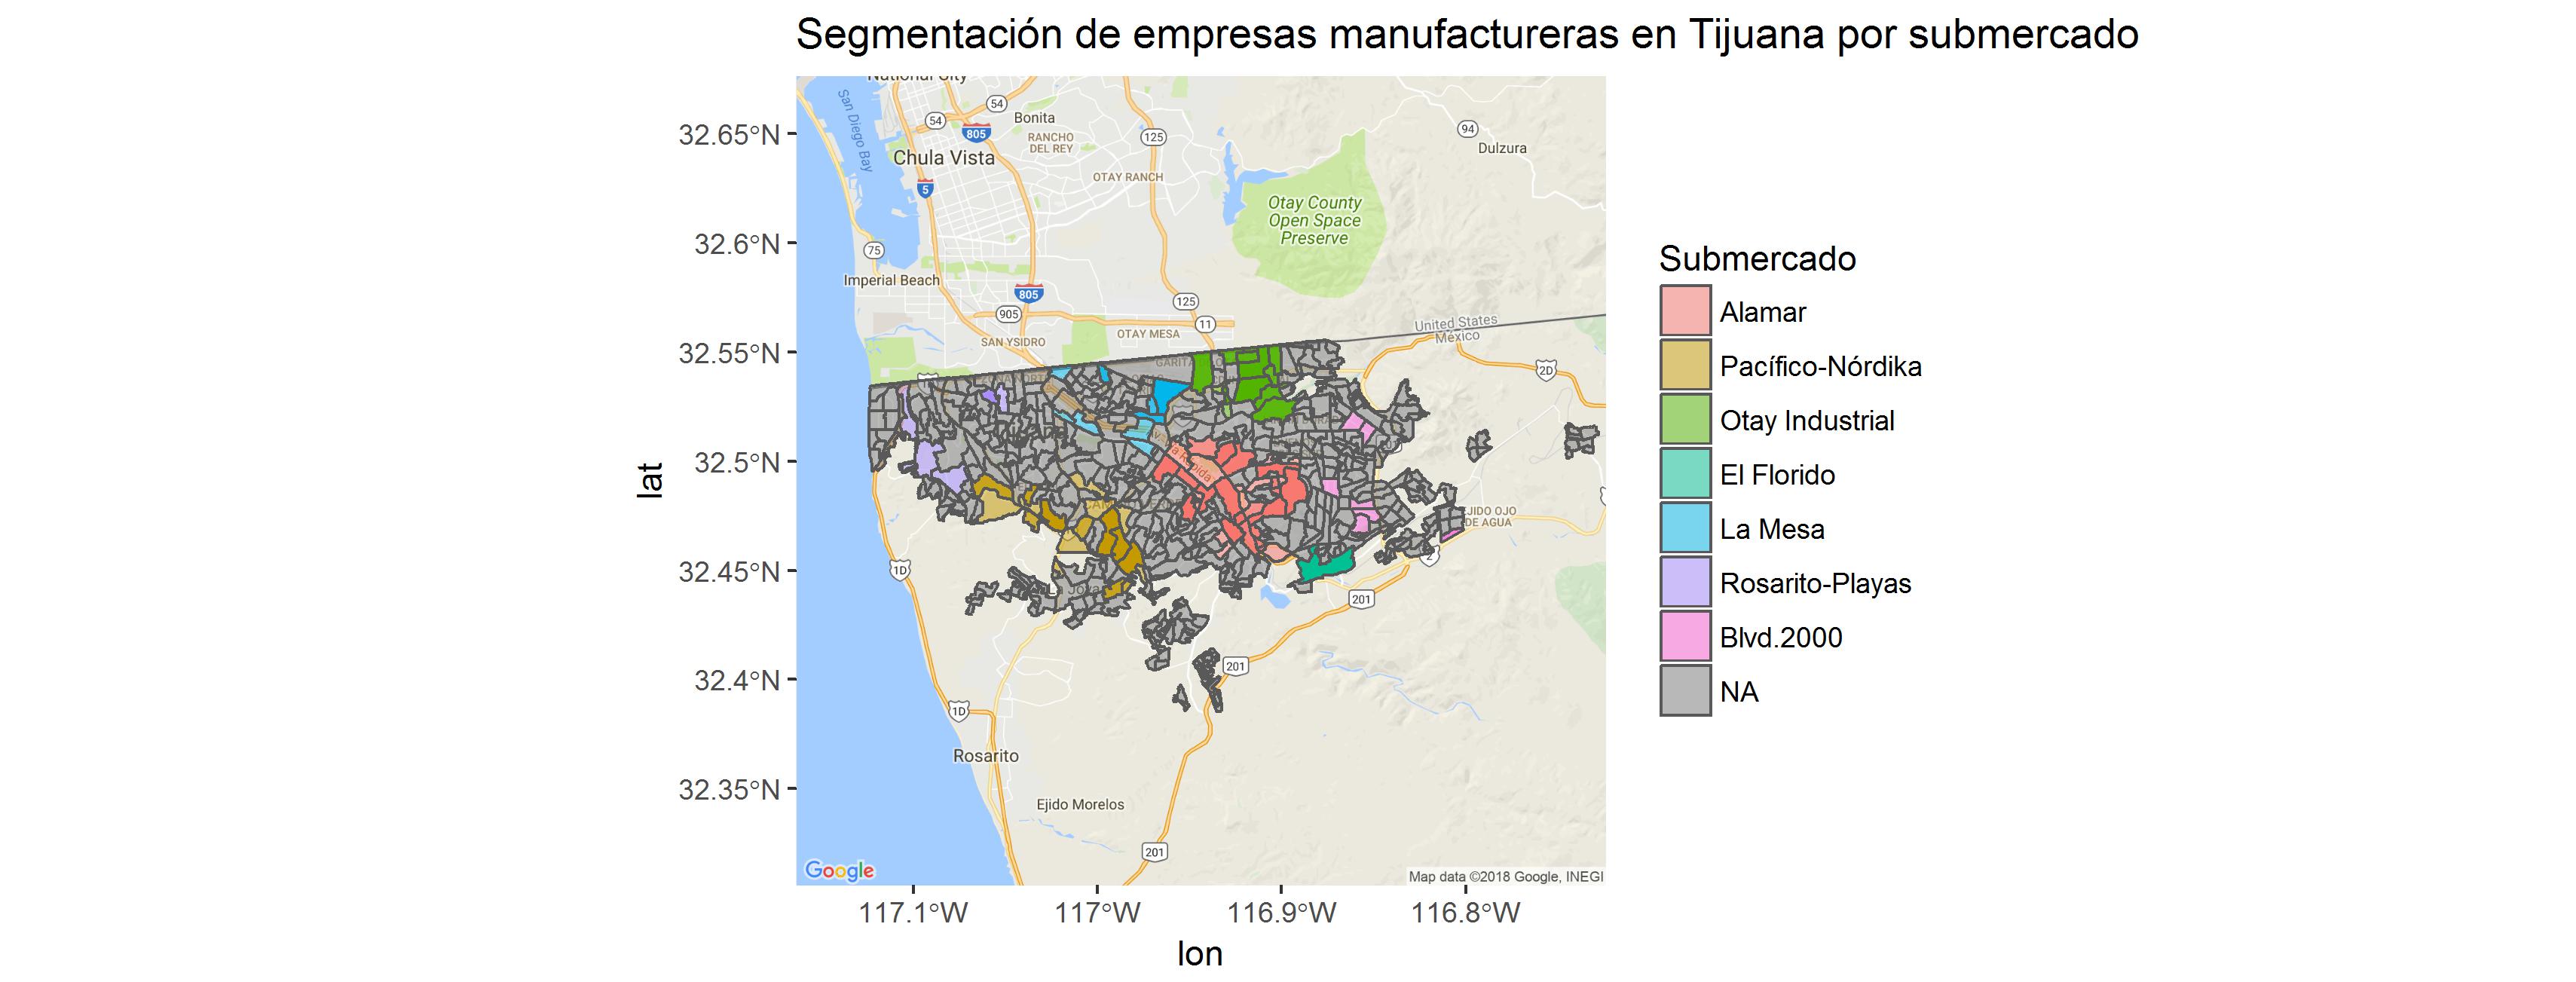 Segmentación de empresas manufactureras en Tijuana por submercado
National City
San Diego Bay
54
54
Bonita
805
RANCHO
DEL REY
125
94
Dulzura
Chula Vista
5
OTAY RANCH
Otay County
Open Space
Preserve
75
Imperial Beach
805
125
905
11
OTAY MESA
SAN YSIDRO
United States
México
2D
EJIDO OJO
DE AGUA
2
1D
201
201
1D
Rosarito
Ejido Morelos
201
Google
Map data ©2018 Google, INEGI
32.65°N
32.6°N
32.55°N
32.5°N
32.45°N
32.4°N
32.35°N
lat
117.1°W
117°W
116.9°W
116.8°W
lon
Submercado
Alamar
Pacífico-Nórdika
Otay Industrial
El Florido
La Mesa
Rosarito-Playas
Blvd.2000
NA